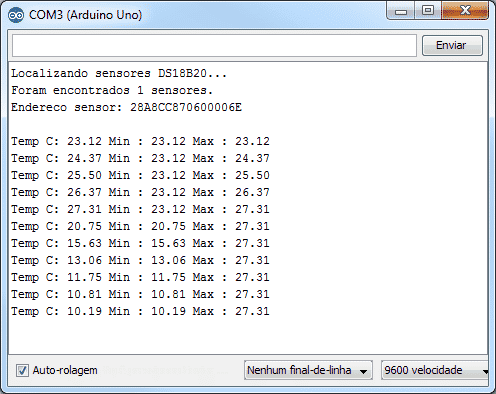 COM3 (Arduino Uno)
Enviar
Localizando sensores DS18B20...
Foram encontrados 1 sensores.
Endereco sensor: 28A8CC870600006E
Temp C: 23.12 Min : 23.12 Max : 23.12
Temp C: 24.37 Min : 23.12 Max : 24.37
Temp C: 25.50 Min : 23.12 Max : 25.50
Temp C: 26.37 Min : 23.12 Max : 26.37
Temp C: 27.31 Min : 23.12 Max : 27.31
Temp C: 20.75 Min : 20.75 Max : 27.31
Temp C: 15.63 Min : 15.63 Max : 27.31
Temp C: 13.06 Min : 13.06 Max : 27.31
Temp C: 11.75 Min : 11.75 Max : 27.31
Temp C: 10.81 Min : 10.81 Max : 27.31
Temp C: 10.19 Min : 10.19 Max : 27.31
Auto-rolagem Nenhum final-de-linha 9600 velocidade